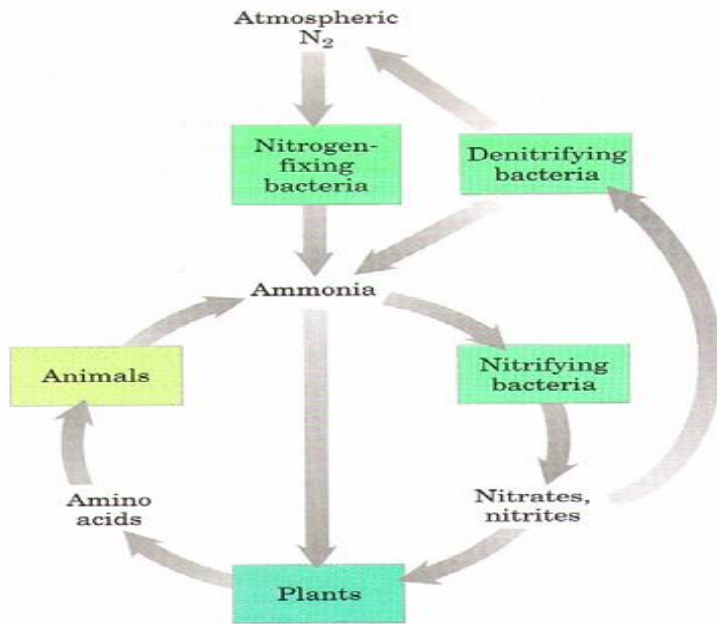 Atmospheric
N₂
Nitrogen-
fixing
bacteria
Denitrifying
bacteria
Ammonia
Animals
Nitrifying
bacteria
Amino
acids
Nitrates,
nitrites
Plants